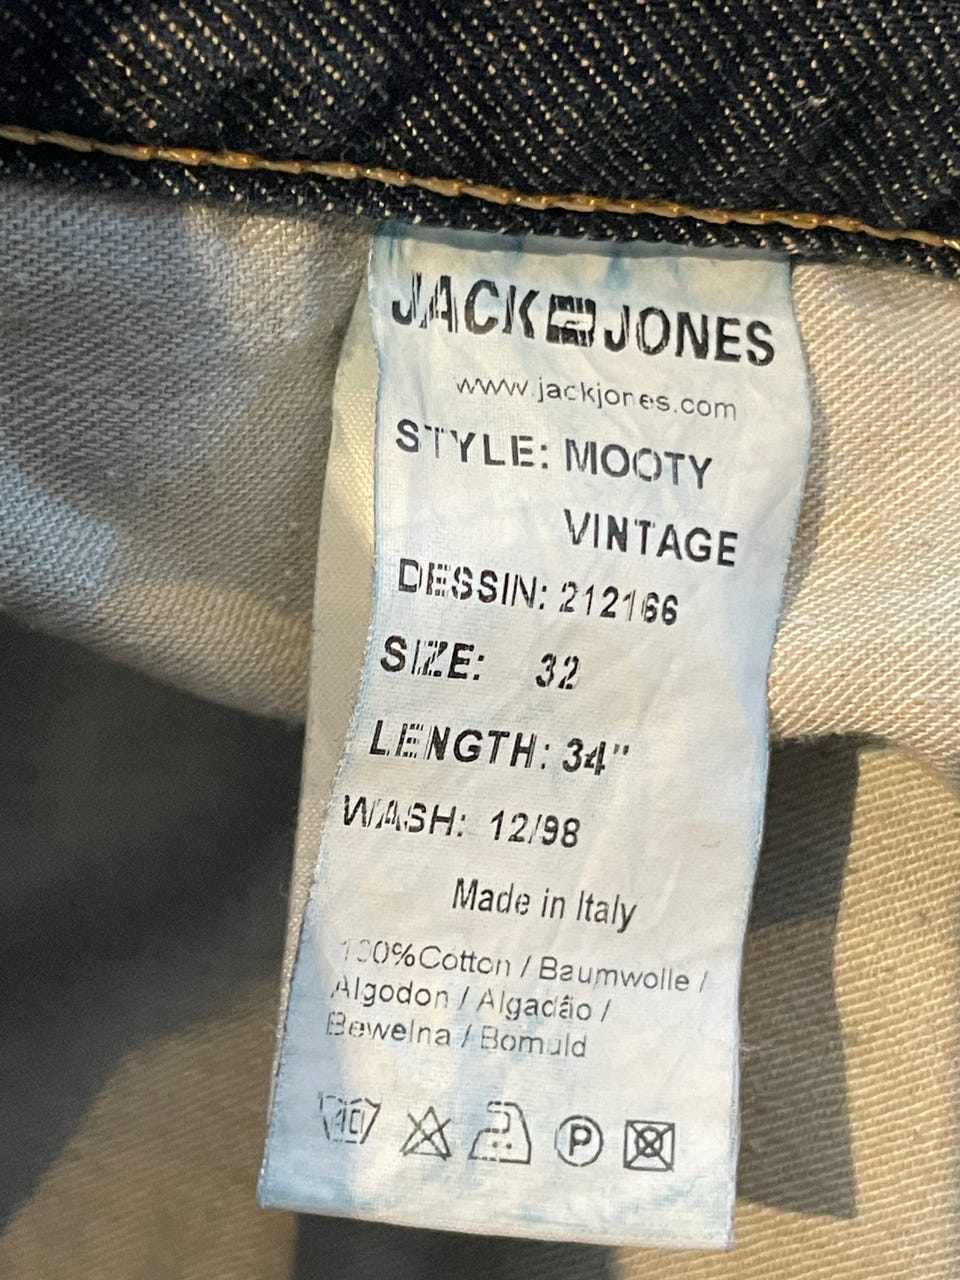 JACK JONES
www.jackjones.com
STYLE: MOOTY
VINTAGE
DESSIN: 212166
SIZE: 32
LENGTH: 34"
WASH: 12/98
Made in Italy
100%Cotton / Baumwolle /
Algodon / Algadão /
Bewelna / Bomuld
40 P